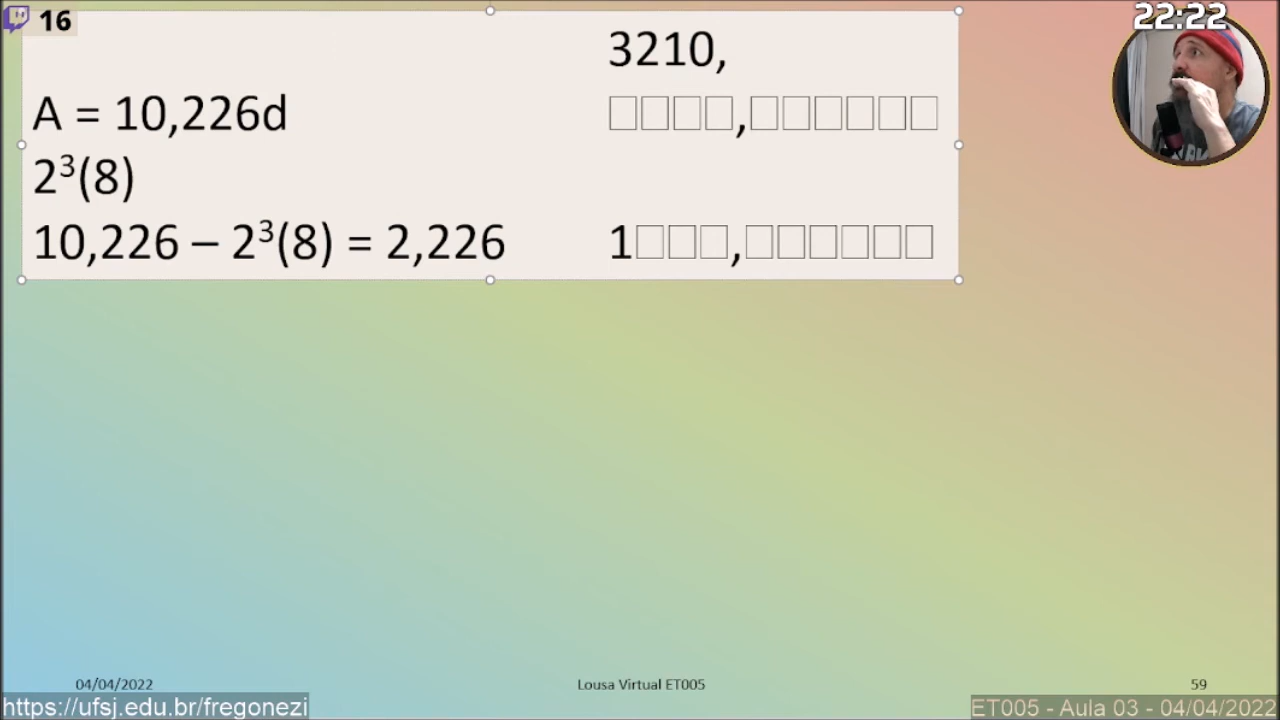 16
22:22
3210,
A = 10,226d □□□□,□□□□□□
2³(8)
10,226 – 2³(8) = 2,226 1□□□,□□□□□□
04/04/2022 Lousa Virtual ET005 59
https://ufsj.edu.br/fregonezi ET005 - Aula 03 - 04/04/2022